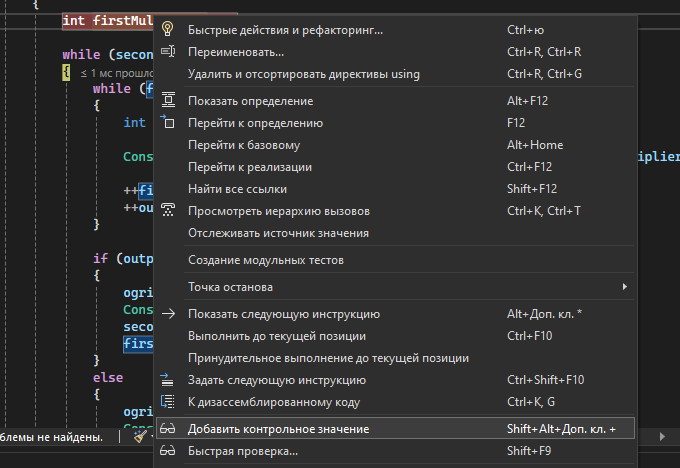 {
int firstMul
Быстрые действия и рефакторинг... Ctrl+ю
while (secon
Переименовать... Ctrl+R, Ctrl+R
{ ≤ 1 мс прошло
Удалить и отсортировать директивы using Ctrl+R, Ctrl+G
while (f
{
Показать определение Alt+F12
int
Перейти к определению F12
Перейти к базовому Alt+Home
Cons
Перейти к реализации Ctrl+F12
iplier
++fi
Найти все ссылки Shift+F12
++ou
Просмотреть иерархию вызовов Ctrl+K, Ctrl+T
}
Отслеживать источник значения
if (outp
Создание модульных тестов
{
Точка останова
ogri
Cons
Показать следующую инструкцию Alt+Доп. кл. *
seco
Выполнить до текущей позиции Ctrl+F10
firs
}
Принудительное выполнение до текущей позиции
else
Задать следующую инструкцию Ctrl+Shift+F10
{
К дизассемблированному коду Ctrl+K, G
ogri
Добавить контрольное значение Shift+Alt+Доп. кл. +
блемы не найдены.
Быстрая проверка... Shift+F9